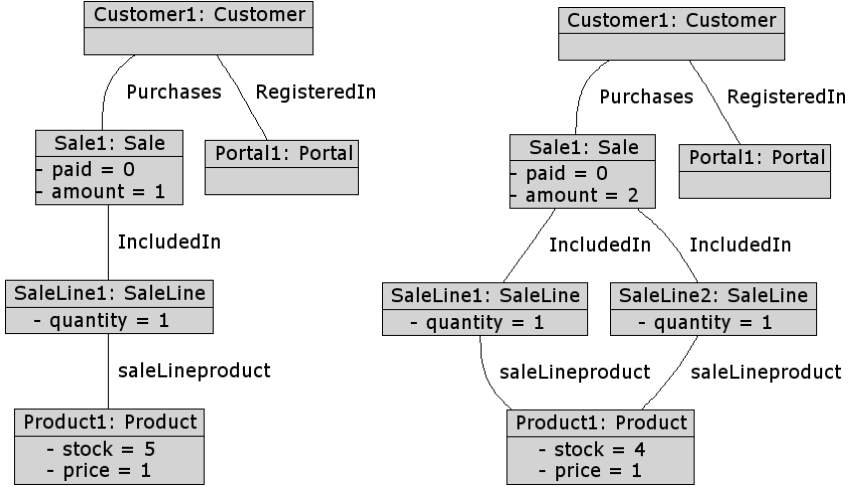 Customer1: Customer
Purchases
RegisteredIn
Sale1: Sale
- paid = 0
- amount = 1
Portal1: Portal
IncludedIn
SaleLine1: SaleLine
- quantity = 1
saleLineproduct
Product1: Product
- stock = 5
- price = 1
Customer1: Customer
Purchases
RegisteredIn
Sale1: Sale
- paid = 0
- amount = 2
Portal1: Portal
IncludedIn
IncludedIn
SaleLine1: SaleLine
- quantity = 1
SaleLine2: SaleLine
- quantity = 1
saleLineproduct
saleLineproduct
Product1: Product
- stock = 4
- price = 1